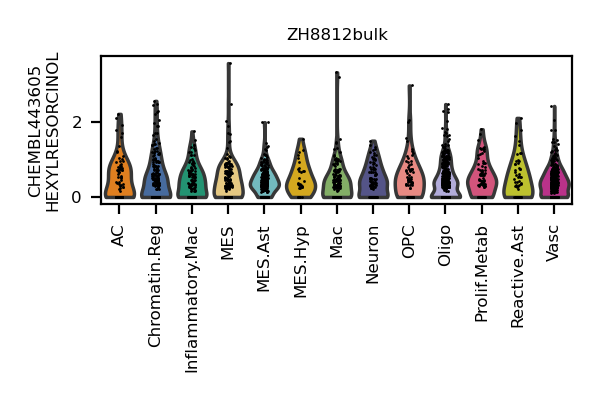 ZH8812bulk
CHEMBL443605
HEXYLRESORCINOL
2
0
AC
Chromatin.Reg
Inflammatory.Mac
MES
MES.Ast
MES.Hyp
Mac
Neuron
OPC
Oligo
Prolif.Metab
Reactive.Ast
Vasc